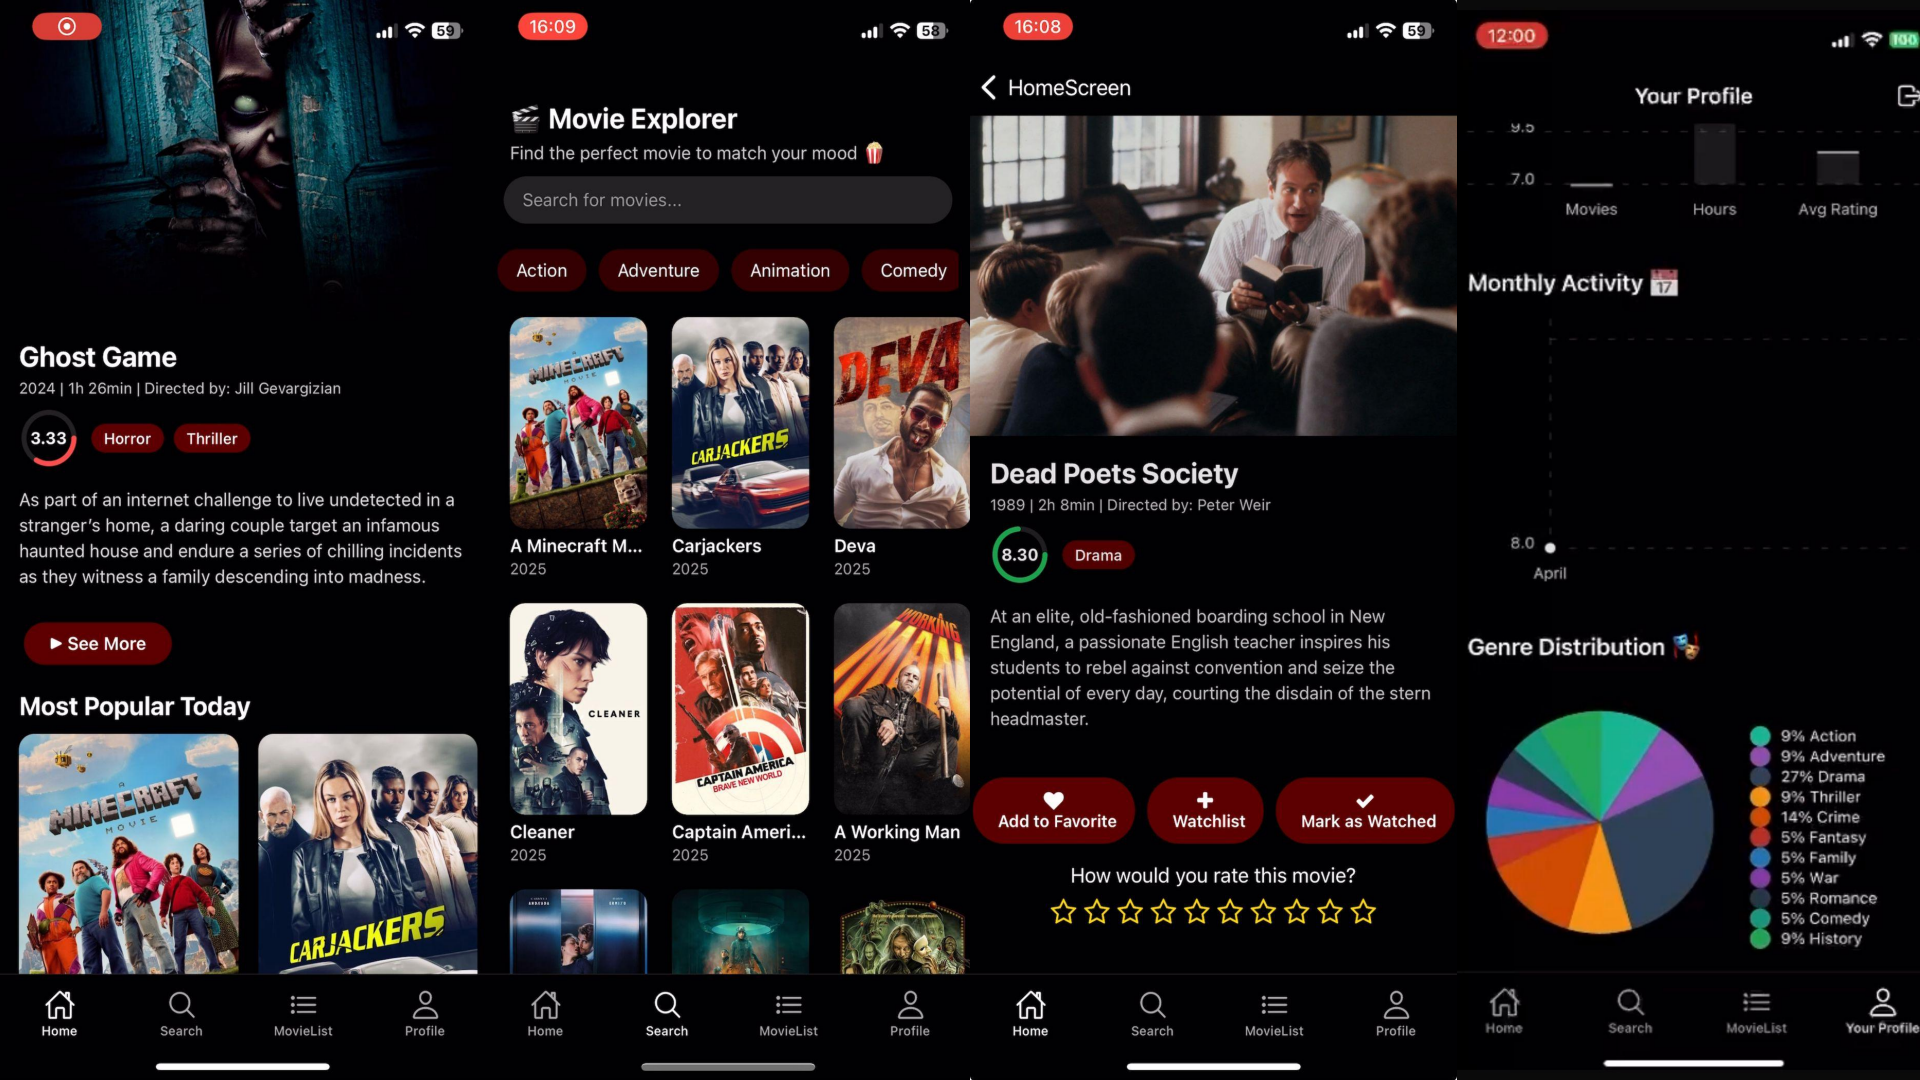 59
Ghost Game
2024 | 1h 26min | Directed by: Jill Gevargizian
3.33
Horror
Thriller
As part of an internet challenge to live undetected in a
stranger’s home, a daring couple target an infamous
haunted house and endure a series of chilling incidents
as they witness a family descending into madness.
See More
Most Popular Today
A
MINECRAFT
MOVIE
CARJACKERS
Home
Search
MovieList
Profile
16:09
58
Movie Explorer
Find the perfect movie to match your mood
Search for movies...
Action
Adventure
Animation
Comedy
MINECRAFT
MOVIE
CARJACKERS
DEVA
A Minecraft M...
Carjackers
Deva
2025
2025
2025
CLEANER
CAPTAIN AMERICA
BRAVE NEW WORLD
WORKING
MAN
Cleaner
Captain Ameri...
A Working Man
2025
2025
2025
Home
Search
MovieList
Profile
16:08
59
HomeScreen
Dead Poets Society
1989 | 2h 8min | Directed by: Peter Weir
8.30
Drama
At an elite, old-fashioned boarding school in New
England, a passionate English teacher inspires his
students to rebel against convention and seize the
potential of every day, courting the disdain of the stern
headmaster.
Add to Favorite
Watchlist
Mark as Watched
How would you rate this movie?
Home
Search
MovieList
Profile
12:00
100
Your Profile
9.5
7.0
Movies
Hours
Avg Rating
Monthly Activity
17
8.0
April
Genre Distribution
9% Action
9% Adventure
27% Drama
9% Thriller
14% Crime
5% Fantasy
5% Family
5% War
5% Romance
5% Comedy
9% History
Home
Search
MovieList
Your Profile